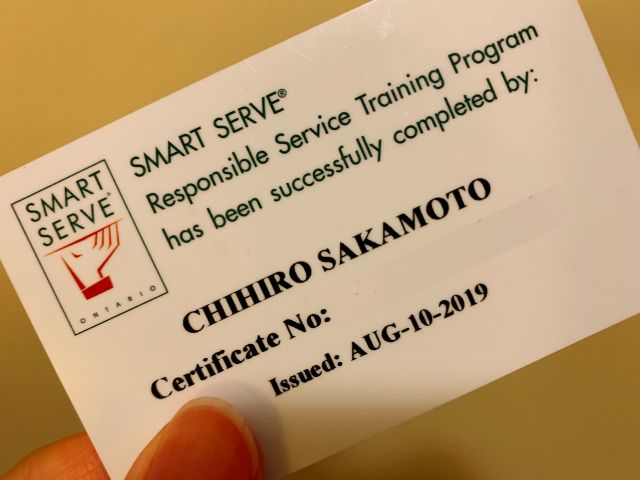 SMART SERVE®
Responsible Service Training Program
has been successfully completed by:
SMART
SERVE®
ONTARIO
CHIHIRO SAKAMOTO
Certificate No:
Issued: AUG-10-2019